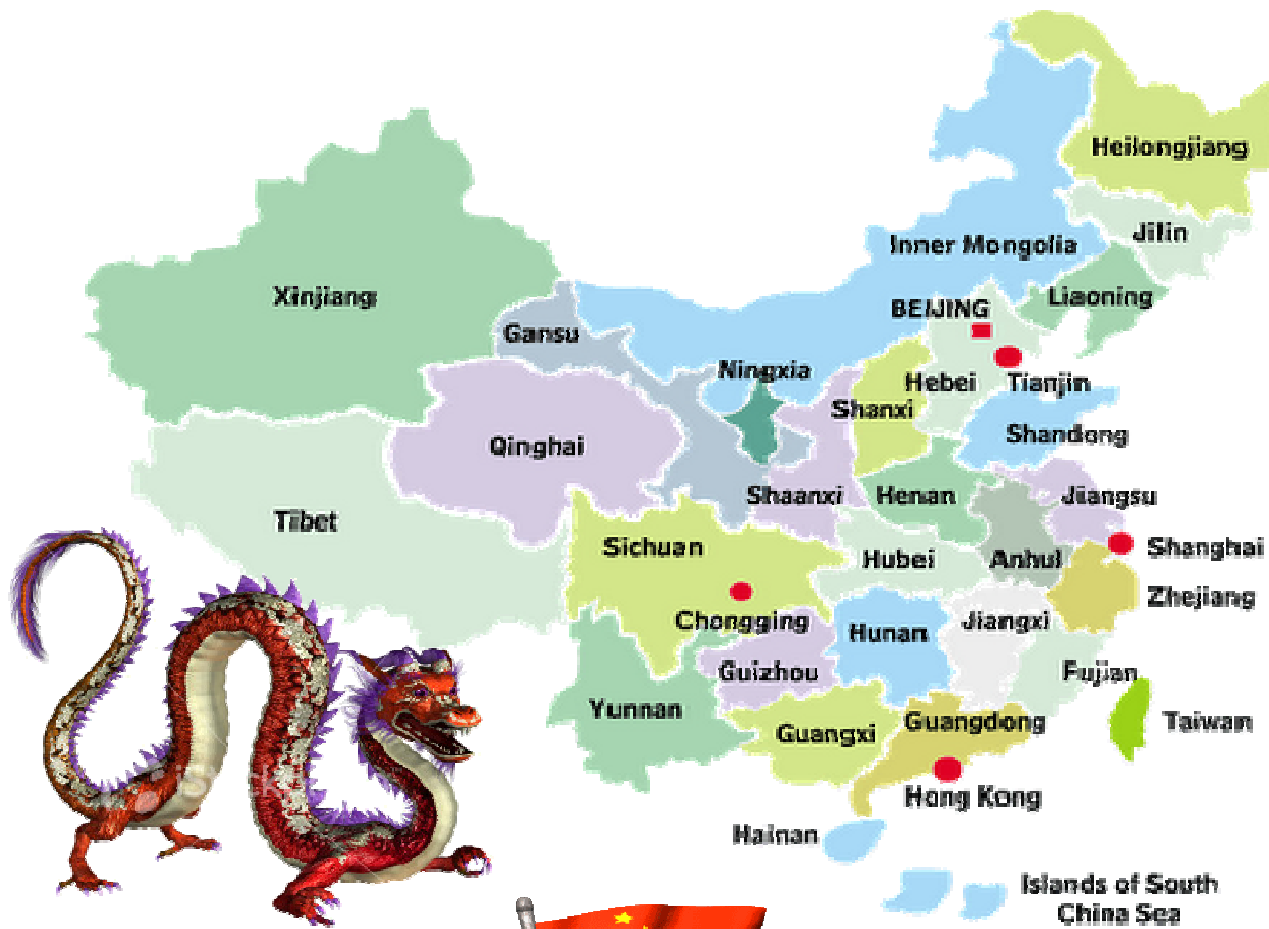 Heilongjiang
Jilin
Inner Mongolia
Xinjiang
Liaoning
BEIJING
Gansu
Ningxia
Hebei
Tianjin
Shanxi
Shandong
Qinghai
Shaanxi
Henan
Jiangsu
Tibet
Sichuan
Hubei
Anhui
Shanghai
Zhejiang
Chongging
Hunan
Jiangxi
Guizhou
Fujian
Yunnan
Guangxi
Guangdong
Taiwan
Hong Kong
Hainan
Islands of South
China Sea